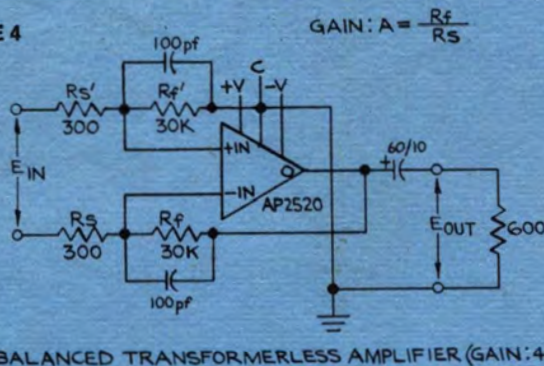 E 4
GAIN: A = Rf
Rs
100pf
+V C -V
Rs' Rf'
300 30K
+IN
EIN
-IN
O
AP2520
+ 60/10
Rs Rf
300 30K
100pf
EOUT
600
BALANCED TRANSFORMERLESS AMPLIFIER (GAIN:4